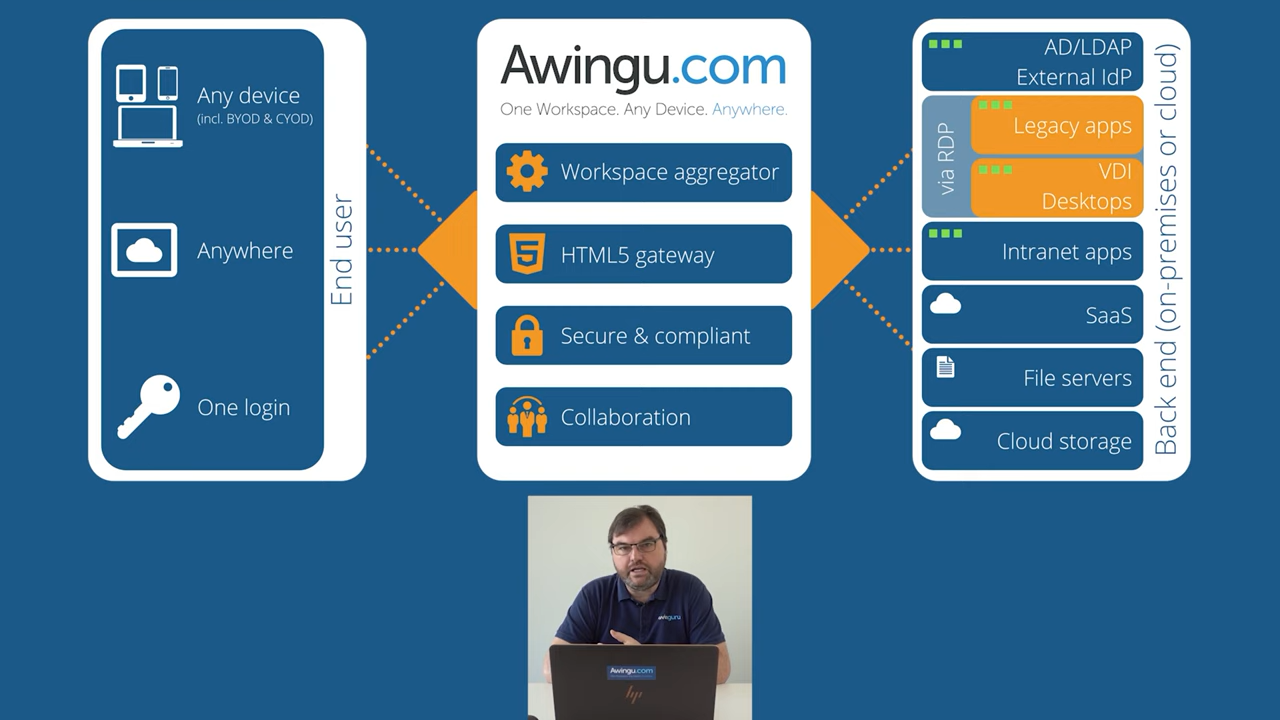 Any device
(incl. BYOD & CYOD)
Anywhere
One login
End user
Awingu.com
One Workspace. Any Device. Anywhere.
Workspace aggregator
HTML5 gateway
5
Secure & compliant
Collaboration
AD/LDAP
External IdP
via RDP
Legacy apps
VDI
Desktops
Intranet apps
SaaS
File servers
Cloud storage
Back end (on-premises or cloud)
Awingu.com
hp